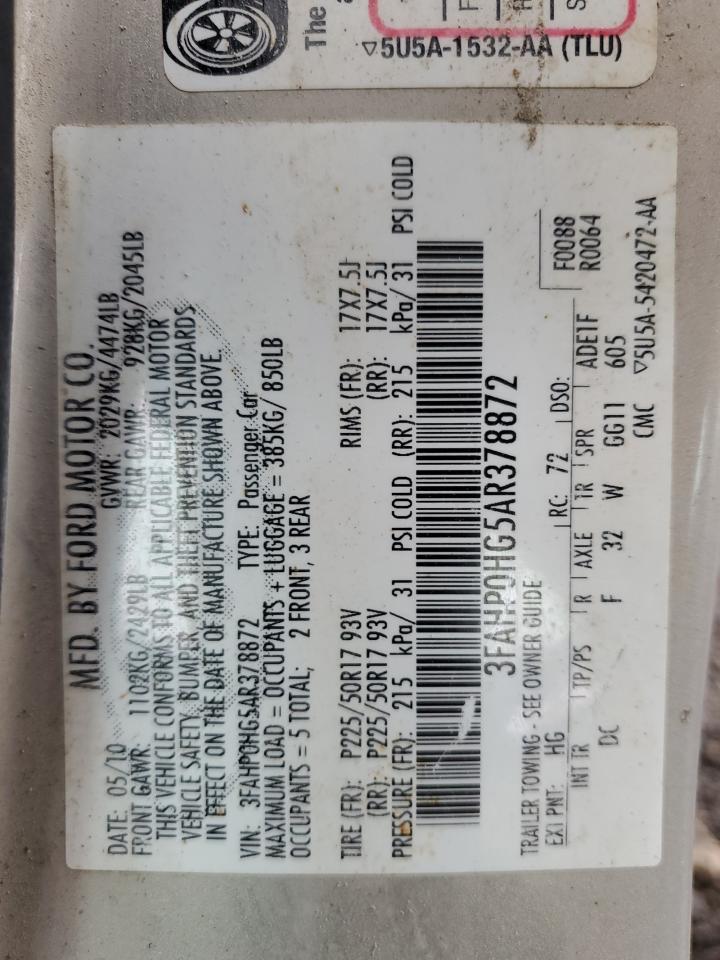 The
▽5U5A-1532-AA (TLU)
MFD. BY FORD MOTOR CO.
DATE: 05/10 GVWR: 2029KG/4474LB
FRONT GAWR: 1102KG/2429LB REAR GAWR: 928KG/2045LB
THIS VEHICLE CONFORMS TO ALL APPLICABLE FEDERAL MOTOR
VEHICLE SAFETY, BUMPER, AND THEFT PREVENTION STANDARDS
IN EFFECT ON THE DATE OF MANUFACTURE SHOWN ABOVE.
VIN: 3FAHP0HG5AR378872 TYPE: Passenger Car
MAXIMUM LOAD = OCCUPANTS + LUGGAGE = 385KG/ 850LB
OCCUPANTS = 5 TOTAL; 2 FRONT, 3 REAR
TIRE (FR): P225/50R17 93V RIMS (FR): 17X7.5J
(RR): P225/50R17 93V (RR): 17X7.5J
PRESSURE (FR): 215 kPa/ 31 PSI COLD (RR): 215 kPa/ 31 PSI COLD
3FAHP0HG5AR378872
TRAILER TOWING - SEE OWNER GUIDE F0088
EXT PNT: HG RC: 72 DSO: R0064
INT TR TP/PS R AXLE TR SPR ADE1F
DC F 32 W GG11 605
CMC ▽5U5A-5420472-AA